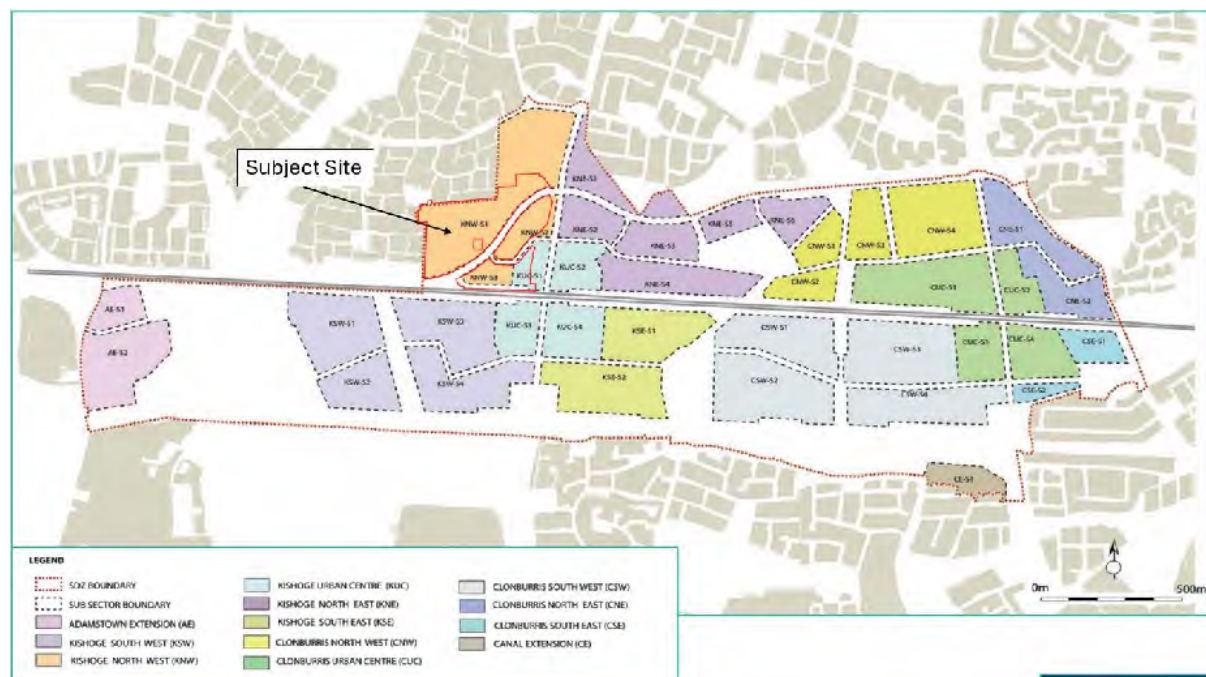 Subject Site
KNE-S1
KNW-S1
KNW-S2
KNE-S2
KNE-S5
KNE-S6
KNE-S3
CNW-S3
CNW-S4
CNE-S1
KUC-S1
KUC-S2
KNE-S4
CNW-S2
CUC-S1
CUC-S2
CNE-S2
AE-S1
AE-S2
KSW-S1
KSW-S3
KUC-S3
KUC-S4
KSE-S1
CSW-S1
CSW-S3
CUC-S3
CUC-S4
CSE-S1
KSW-S2
KSW-S4
KSE-S2
CSW-S2
CSW-S4
CSE-S2
CE-S1
LEGEND
SDZ BOUNDARY
SUB SECTOR BOUNDARY
ADAMSTOWN EXTENSION (AE)
KISHOGE SOUTH WEST (KSW)
KISHOGE NORTH WEST (KNW)
KISHOGE URBAN CENTRE (KUC)
KISHOGE NORTH EAST (KNE)
KISHOGE SOUTH EAST (KSE)
CLONBURRIS NORTH WEST (CNW)
CLONBURRIS URBAN CENTRE (CUC)
CLONBURRIS SOUTH WEST (CSW)
CLONBURRIS NORTH EAST (CNE)
CLONBURRIS SOUTH EAST (CSE)
CANAL EXTENSION (CE)
0m
500m